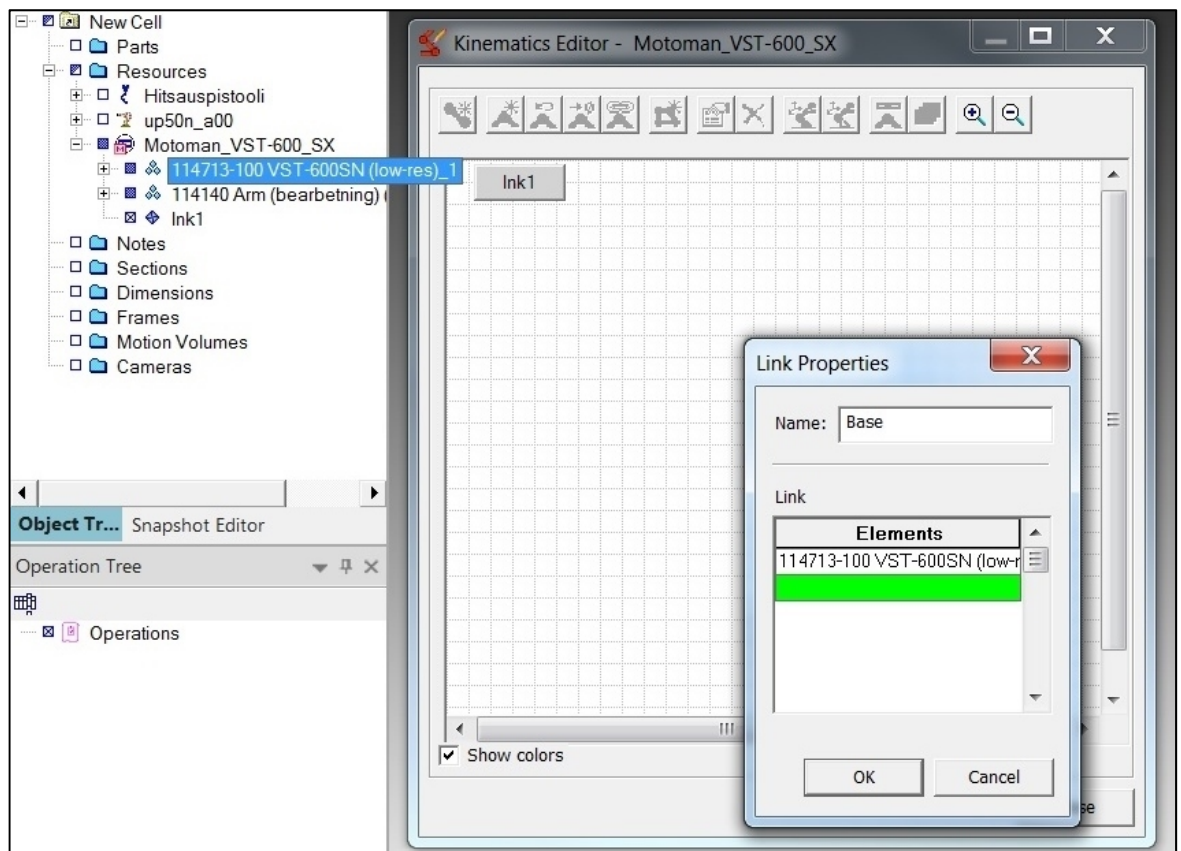 New Cell
Parts
Resources
Hitsauspistooli
up50n_a00
Motoman_VST-600_SX
114713-100 VST-600SN (low-res)_1
114140 Arm (bearbetning) (
lnk1
Notes
Sections
Dimensions
Frames
Motion Volumes
Cameras
Object Tr... Snapshot Editor
Operation Tree
Operations
Kinematics Editor - Motoman_VST-600_SX
lnk1
Show colors
Link Properties
Name: Base
Link
Elements
114713-100 VST-600SN (low-r
OK Cancel
se